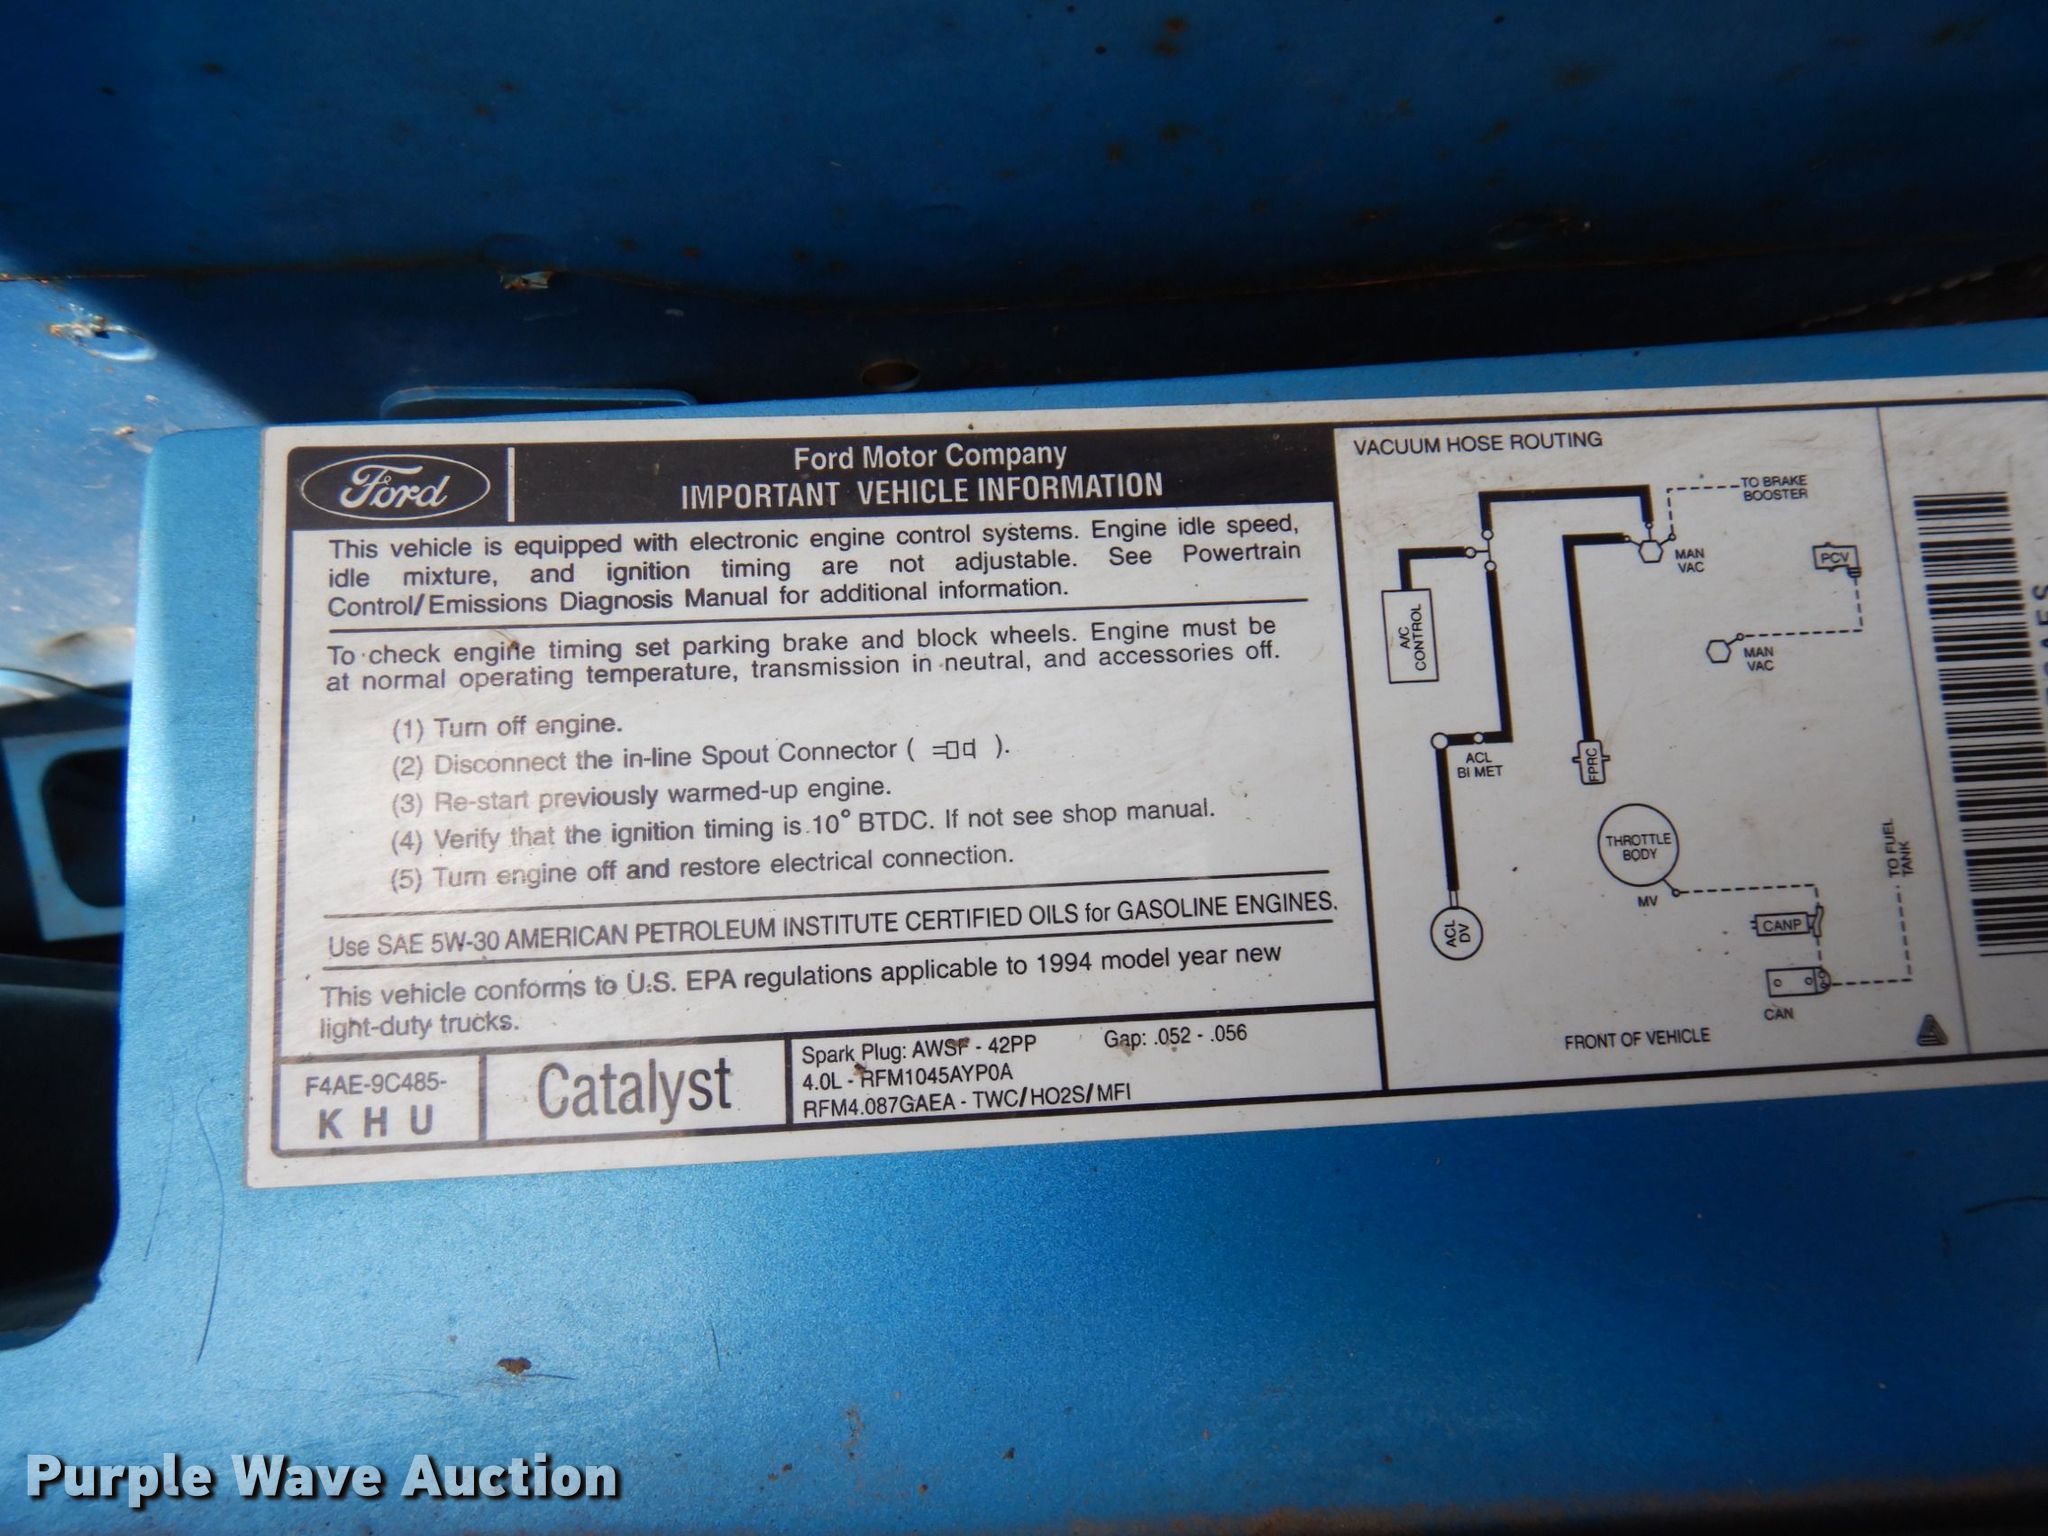 Ford
Ford Motor Company
IMPORTANT VEHICLE INFORMATION
This vehicle is equipped with electronic engine control systems. Engine idle speed,
idle mixture, and ignition timing are not adjustable. See Powertrain
Control/Emissions Diagnosis Manual for additional information.
To check engine timing set parking brake and block wheels. Engine must be
at normal operating temperature, transmission in neutral, and accessories off.
(1) Turn off engine.
(2) Disconnect the in-line Spout Connector ( ).
(3) Re-start previously warmed-up engine.
(4) Verify that the ignition timing is 10° BTDC. If not see shop manual.
(5) Turn engine off and restore electrical connection.
Use SAE 5W-30 AMERICAN PETROLEUM INSTITUTE CERTIFIED OILS for GASOLINE ENGINES.
This vehicle conforms to U.S. EPA regulations applicable to 1994 model year new
light-duty trucks.
F4AE-9C485-
K H U
Catalyst
Spark Plug: AWSF - 42PP Gap: .052 - .056
4.0L - RFM1045AYP0A
RFM4.087GAEA - TWC/HO2S/MFI
VACUUM HOSE ROUTING
TO BRAKE
BOOSTER
MAN
VAC
PCV
A/C
CONTROL
MAN
VAC
ACL
BI MET
FPRC
THROTTLE
BODY
MV
TO FUEL
TANK
ACL
DV
CANP
CAN
FRONT OF VEHICLE
Purple Wave Auction